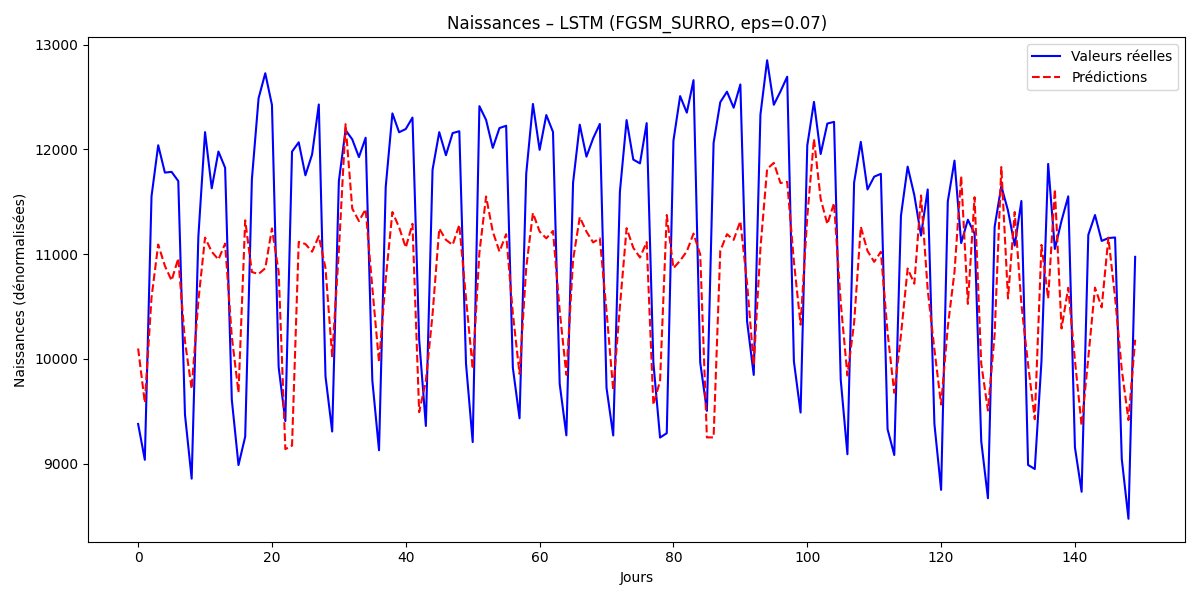 Naissances – LSTM (FGSM_SURRO, eps=0.07)
Valeurs réelles
Prédictions
Naissances (dénormalisées)
13000
12000
11000
10000
9000
0 20 40 60 80 100 120 140
Jours